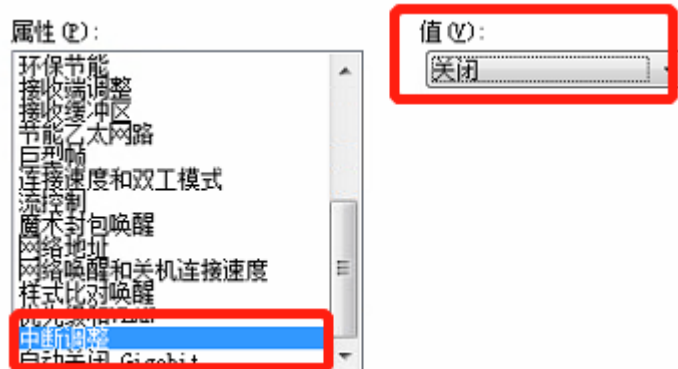 属性(P):
值(V):
关闭
环保节能
接收端调整
接收缓冲区
节能乙太网路
巨型帧
连接速度和双工模式
流控制
魔术封包唤醒
网络地址
网络唤醒和关机连接速度
样式比对唤醒
中断调整
自动关闭 Gigabit